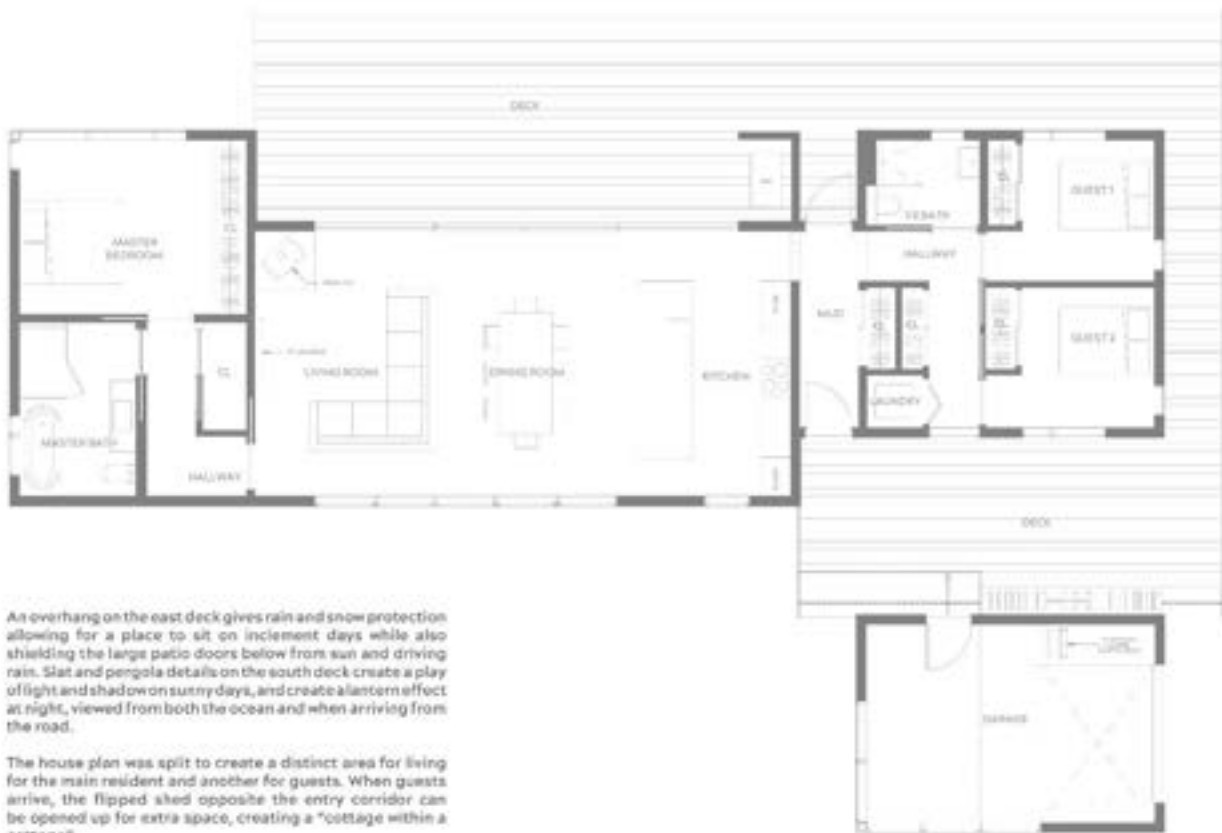 DECK
MASTER
BEDROOM
CL
GUEST 1
HALLWAY
MUD
CL
CL
CL
GUEST 2
LIVING ROOM
DINING ROOM
KITCHEN
CL
LAUNDRY
MASTER BATH
HALLWAY
DECK
GARAGE
An overhang on the east deck gives rain and snow protection
allowing for a place to sit on inclement days while also
shielding the large patio doors below from sun and driving
rain. Slat and pergola details on the south deck create a play
of light and shadow on sunny days, and create a lantern effect
at night, viewed from both the ocean and when arriving from
the road.
The house plan was split to create a distinct area for living
for the main resident and another for guests. When guests
arrive, the flipped shed opposite the entry corridor can
be opened up for extra space, creating a "cottage within a